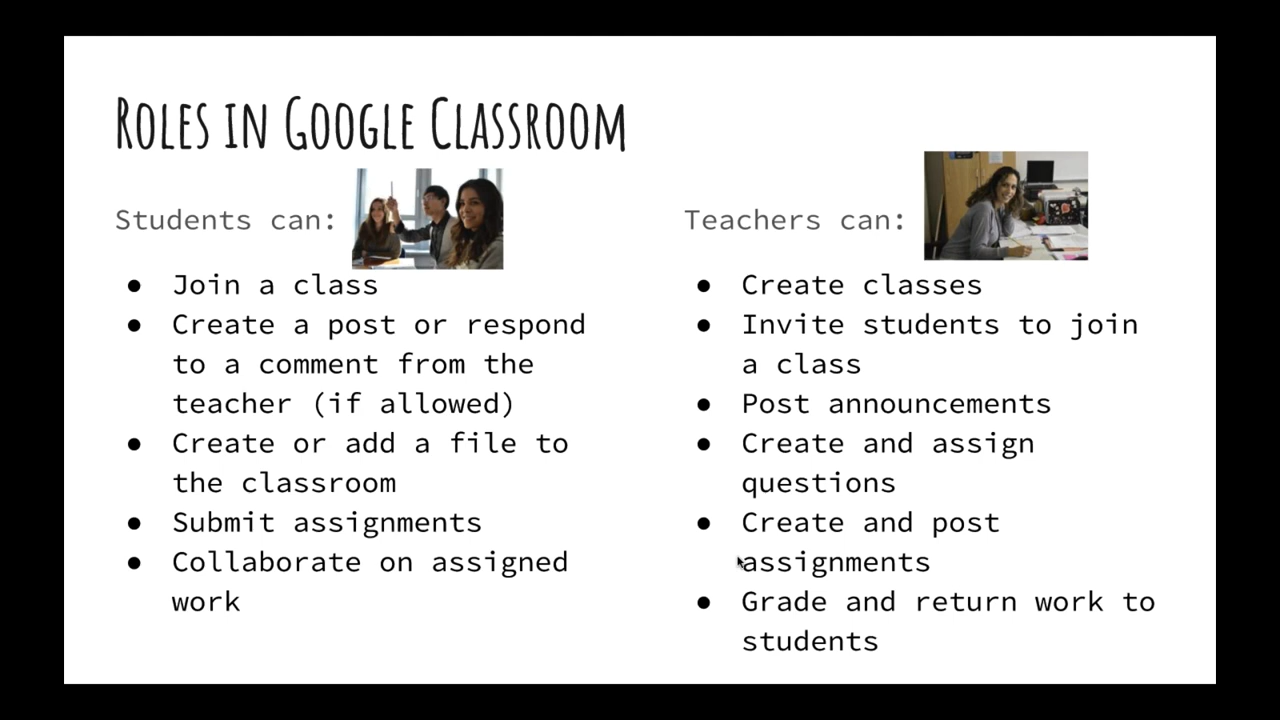 Roles in Google Classroom
Students can:
● Join a class
● Create a post or respond
to a comment from the
teacher (if allowed)
● Create or add a file to
the classroom
● Submit assignments
● Collaborate on assigned
work
Teachers can:
● Create classes
● Invite students to join
a class
● Post announcements
● Create and assign
questions
● Create and post
assignments
● Grade and return work to
students